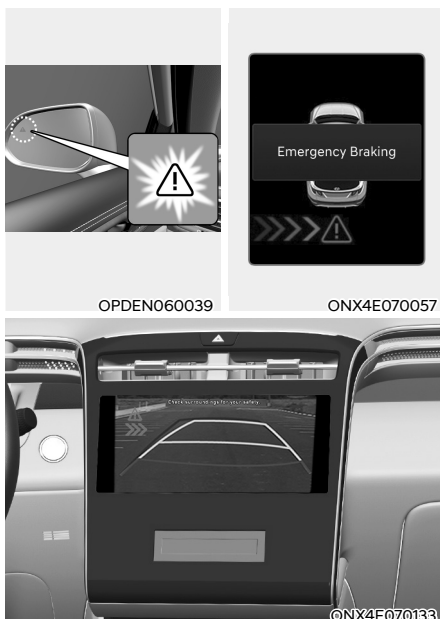 Emergency Braking
OPDEN060039
ONX4E070057
Check surroundings for your safety
ONX4E070133